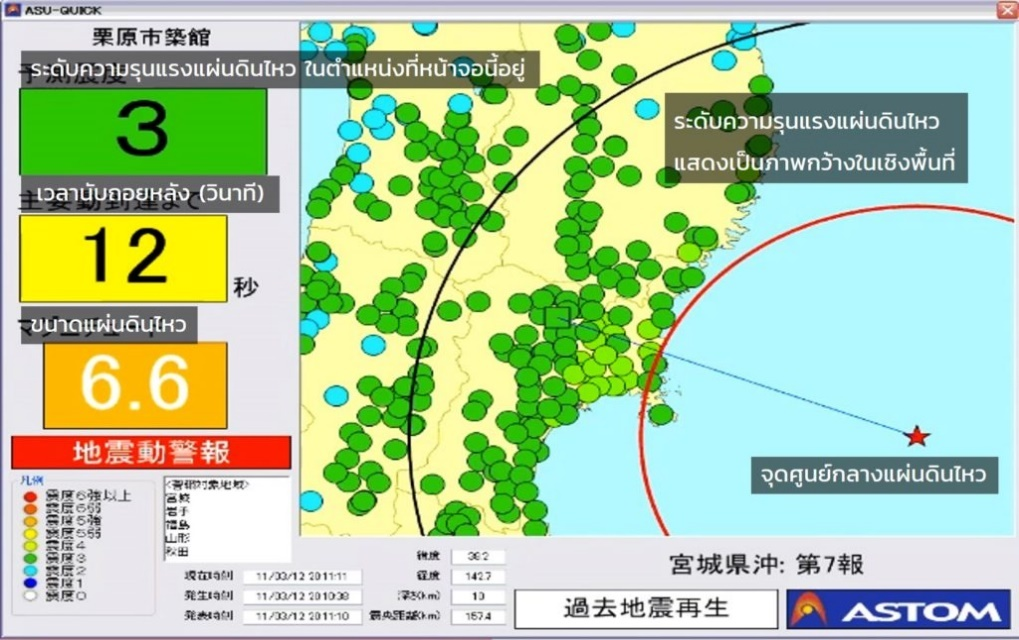 ASU-QUICK
栗原市築館
ระดับความรุนแรงแผ่นดินไหว ในตำแหน่งที่หน้าจอนี้อยู่
3
เวลานับถอยหลัง (วินาที)
12
秒
ขนาดแผ่นดินไหว
6.6
地震動警報
ระดับความรุนแรงแผ่นดินไหว
แสดงเป็นภาพกว้างในเชิงพื้นที่
จุดศูนย์กลางแผ่นดินไหว
凡例
震度6強以上
震度6弱
震度5強
震度5弱
震度4
震度3
震度2
震度1
震度0
<警報対象地域>
宮城
岩手
福島
山形
秋田
現在時刻 11/03/12 20:11:11
発生時刻 11/03/12 20:10:38
発表時刻 11/03/12 20:11:10
緯度 38.2
経度 142.7
深さ(km) 10
震央距離(km) 157.4
宮城県沖: 第7報
過去地震再生
ASTOM